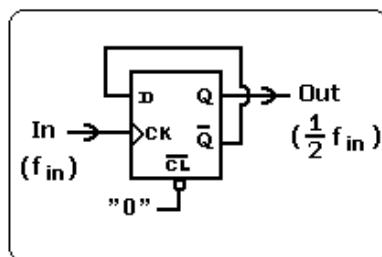 D Q Out
In CK Q̅ (1/2 f_in)
(f_in) C̅L̅
"0"